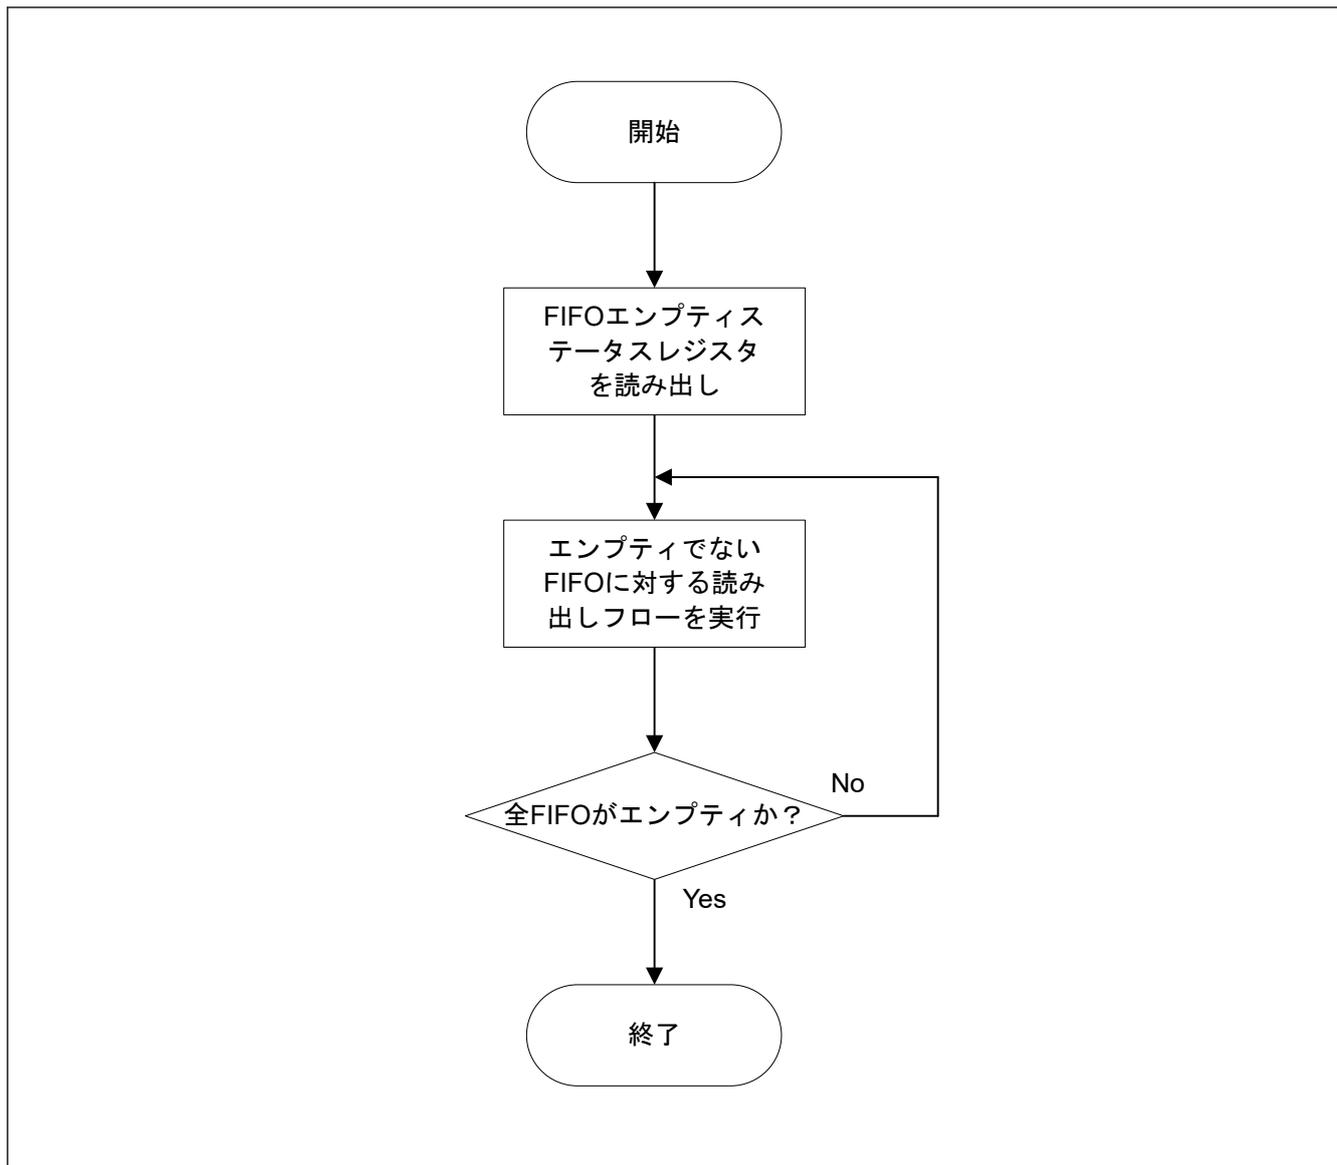 開始
FIFOエンプティス
テータスレジスタ
を読み出し
エンプティでない
FIFOに対する読み
出しフローを実行
No
全FIFOがエンプティか？
Yes
終了